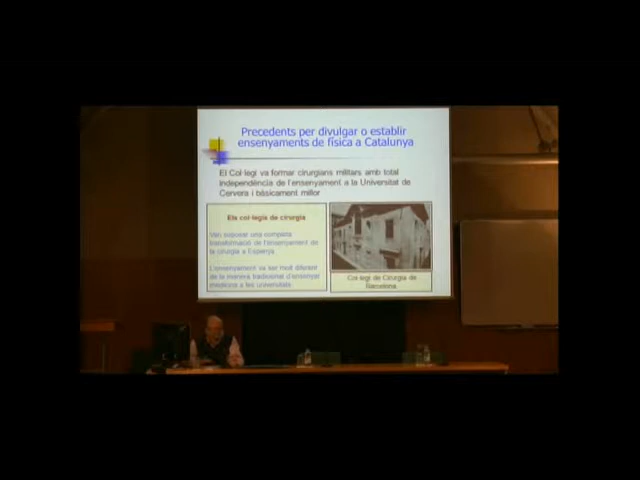 Precedents per divulgar o establir
ensenyaments de física a Catalunya
El Col·legi va formar cirurgians militars amb total
independència de l'ensenyament a la Universitat de
Cervera i bàsicament millor
Els col·legis de cirurgia
Van suposar una completa
transformació de l'ensenyament de
la cirurgia a Espanya.
L'ensenyament va ser molt diferent
de la manera tradicional d'ensenyar
medicina a les universitats.
Col·legi de Cirurgia de
Barcelona